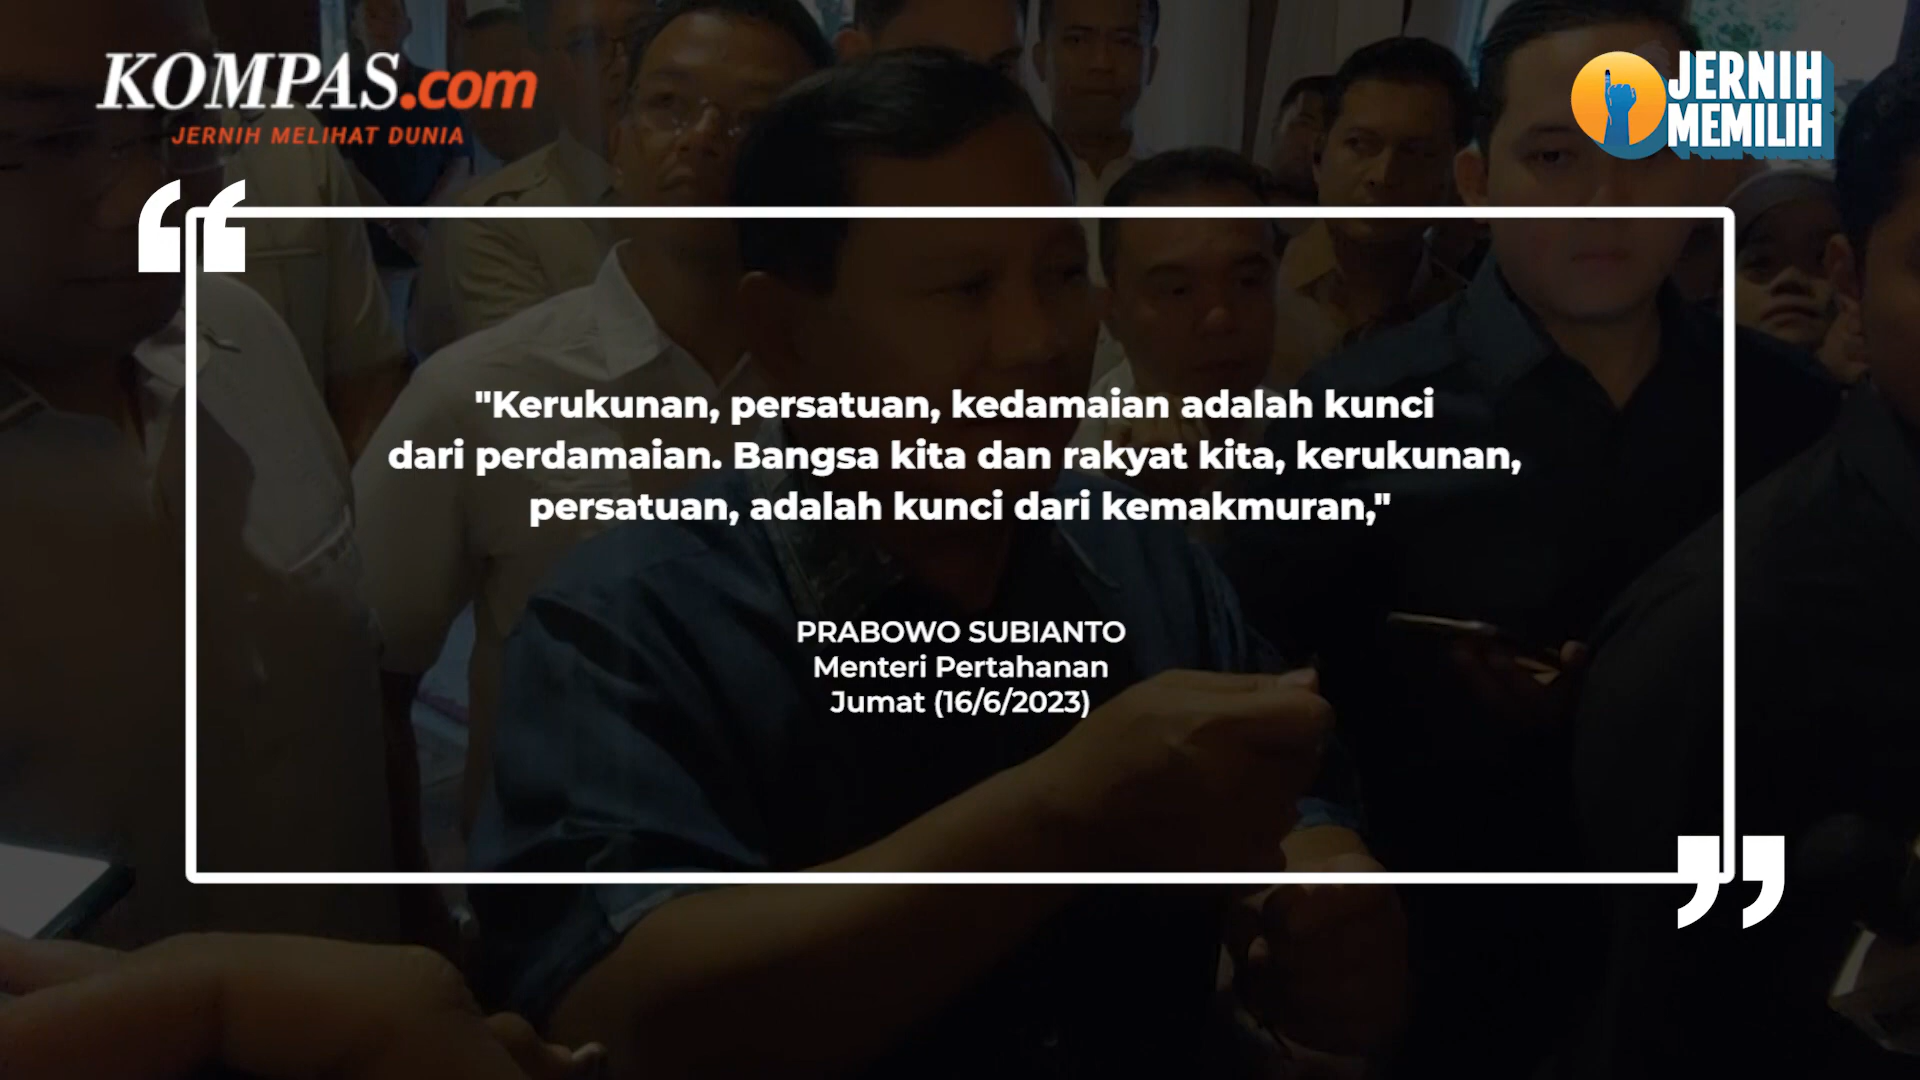 KOMPAS.com
JERNIH MELIHAT DUNIA
JERNIH
MEMILIH
"Kerukunan, persatuan, kedamaian adalah kunci
dari perdamaian. Bangsa kita dan rakyat kita, kerukunan,
persatuan, adalah kunci dari kemakmuran,"
PRABOWO SUBIANTO
Menteri Pertahanan
Jumat (16/6/2023)